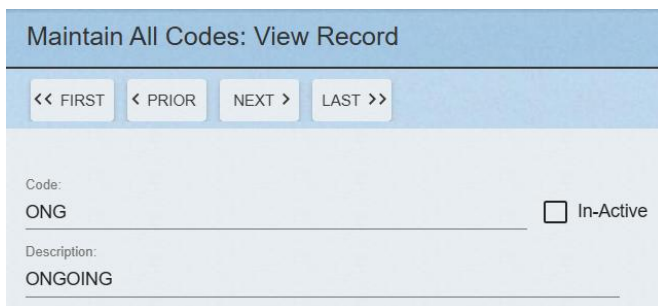 Maintain All Codes: View Record
<< FIRST < PRIOR NEXT > LAST >>
Code:
ONG In-Active
Description:
ONGOING